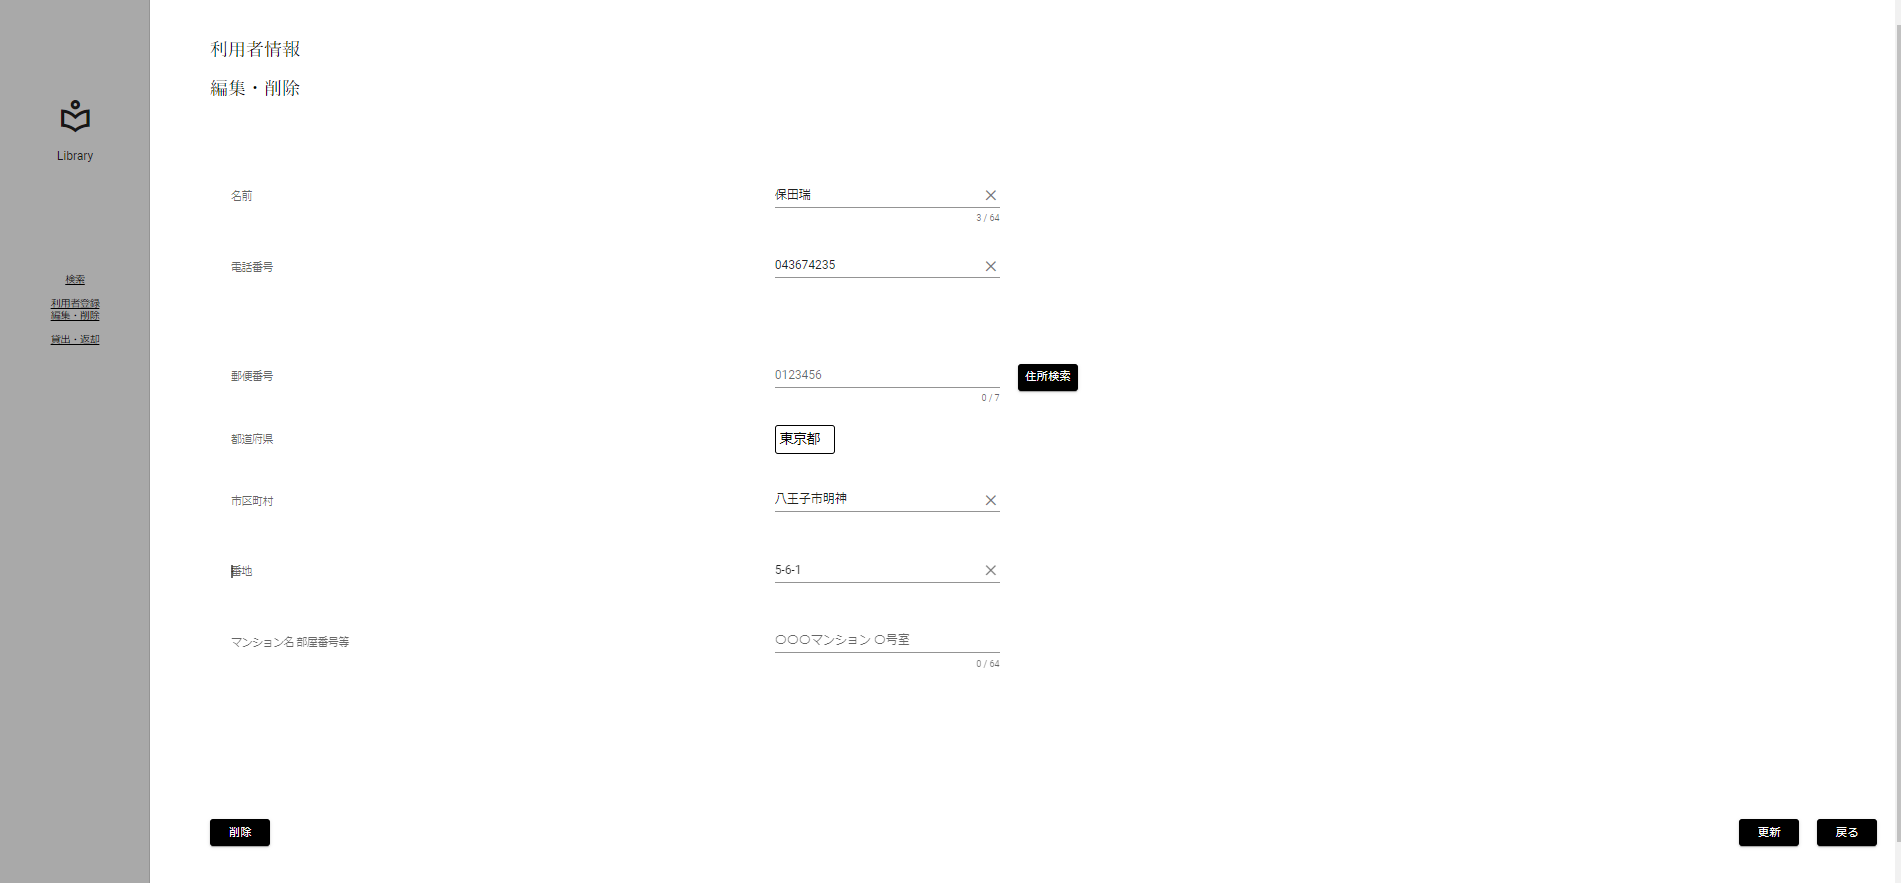 Library
検索
利用者登録
編集・削除
貸出・返却
利用者情報
編集・削除
名前
保田瑞
3 / 64
電話番号
043674235
郵便番号
0123456
住所検索
0 / 7
都道府県
東京都
市区町村
八王子市明神
番地
5-6-1
マンション名 部屋番号等
〇〇〇マンション 〇号室
0 / 64
削除
更新
戻る